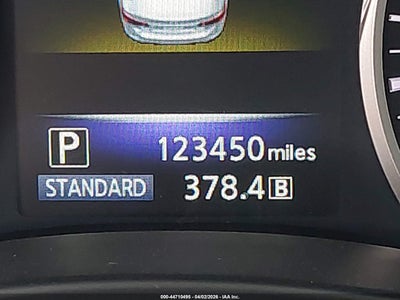 P 123450 miles
STANDARD 378.4 B
000-44710495 - 04/02/2026 - IAA Inc.